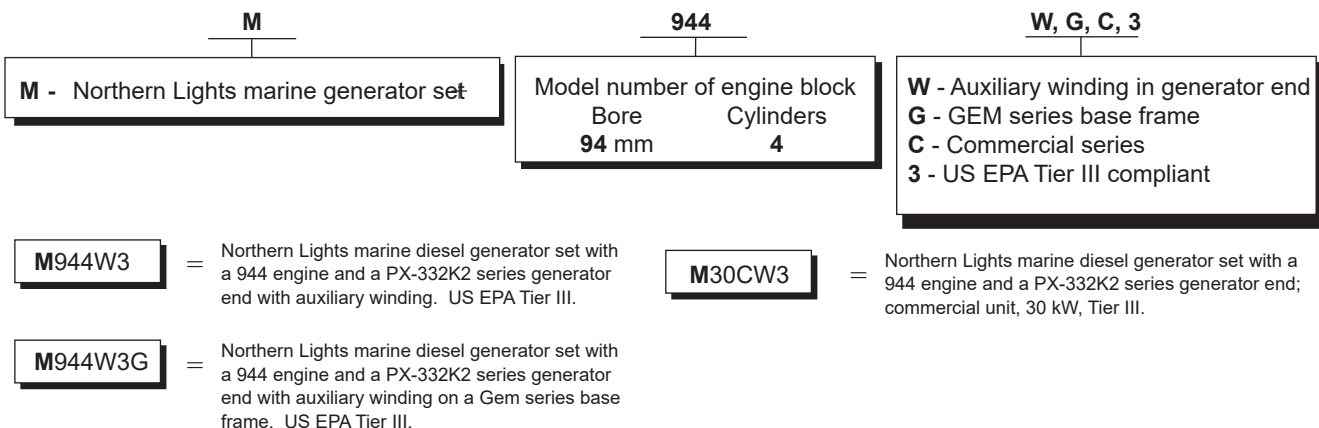 M
944
W, G, C, 3
M - Northern Lights marine generator set
Model number of engine block
Bore Cylinders
94 mm 4
W - Auxiliary winding in generator end
G - GEM series base frame
C - Commercial series
3 - US EPA Tier III compliant
M944W3 = Northern Lights marine diesel generator set with
a 944 engine and a PX-332K2 series generator
end with auxiliary winding. US EPA Tier III.
M30CW3 = Northern Lights marine diesel generator set with a
944 engine and a PX-332K2 series generator end;
commercial unit, 30 kW, Tier III.
M944W3G = Northern Lights marine diesel generator set with
a 944 engine and a PX-332K2 series generator
end with auxiliary winding on a Gem series base
frame. US EPA Tier III.